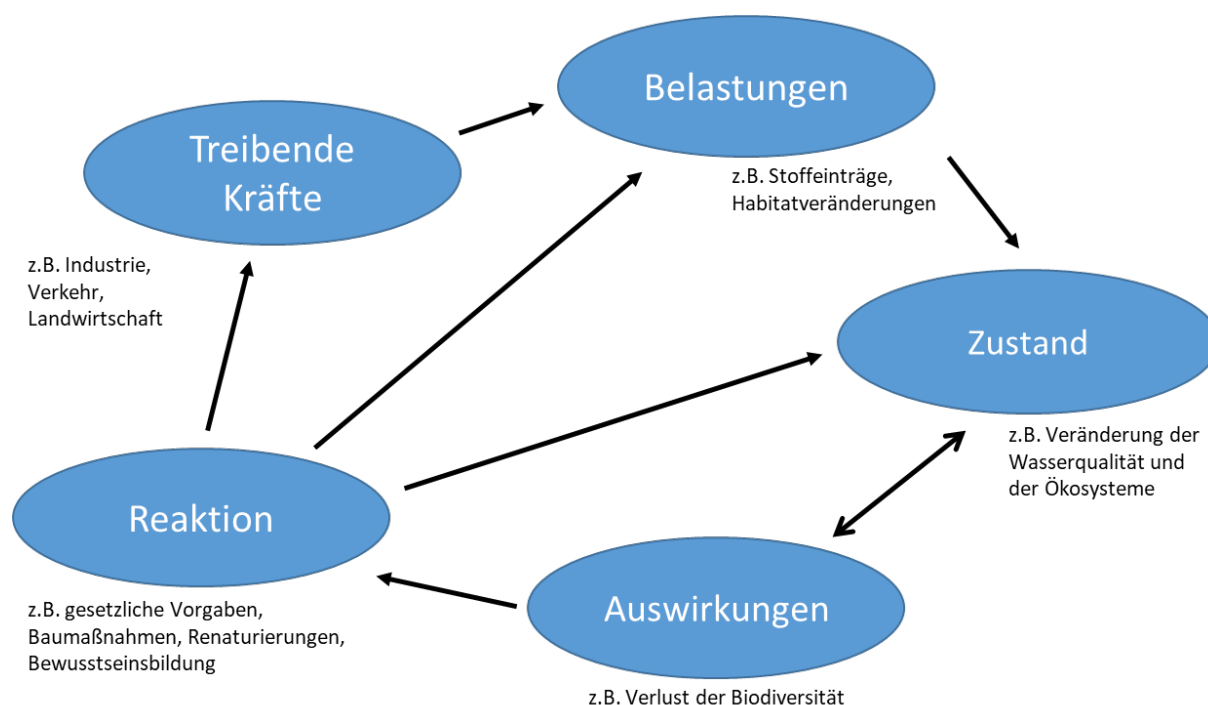 Belastungen
z.B. Stoffeinträge,
Habitatveränderungen
Treibende
Kräfte
z.B. Industrie,
Verkehr,
Landwirtschaft
Zustand
z.B. Veränderung der
Wasserqualität und
der Ökosysteme
Reaktion
z.B. gesetzliche Vorgaben,
Baumaßnahmen, Renaturierungen,
Bewusstseinsbildung
Auswirkungen
z.B. Verlust der Biodiversität